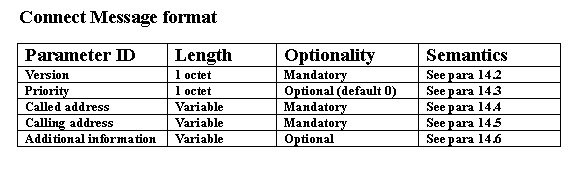 Connect Message format
Parameter ID Length Optionality Semantics
Version 1 octet Mandatory See para 14.2
Priority 1 octet Optional (default 0) See para 14.3
Called address Variable Mandatory See para 14.4
Calling address Variable Mandatory See para 14.5
Additional information Variable Optional See para 14.6